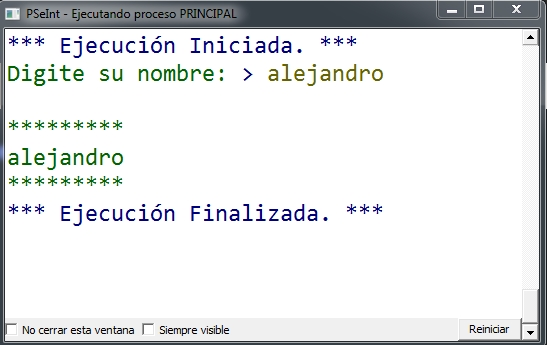 PSeInt - Ejecutando proceso PRINCIPAL
*** Ejecución Iniciada. ***
Digite su nombre: > alejandro
*********
alejandro
*********
*** Ejecución Finalizada. ***
No cerrar esta ventana Siempre visible Reiniciar